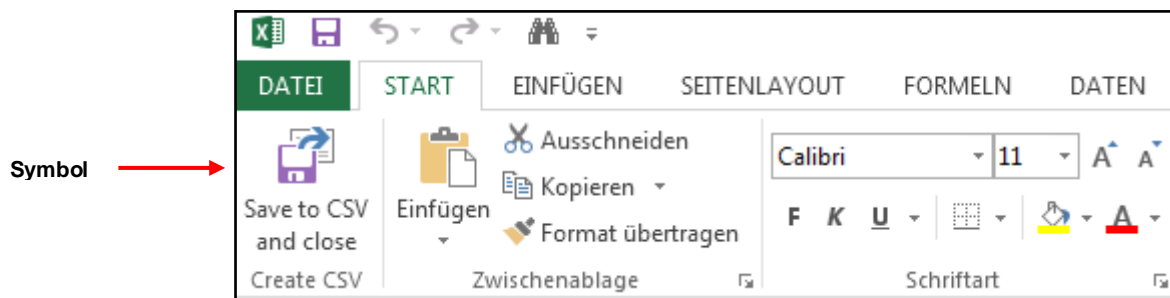 DATEI START EINFÜGEN SEITENLAYOUT FORMELN DATEN
Symbol
Save to CSV
and close
Create CSV
Einfügen
Ausschneiden
Kopieren
Format übertragen
Zwischenablage
Calibri 11 A A
F K U A
Schriftart